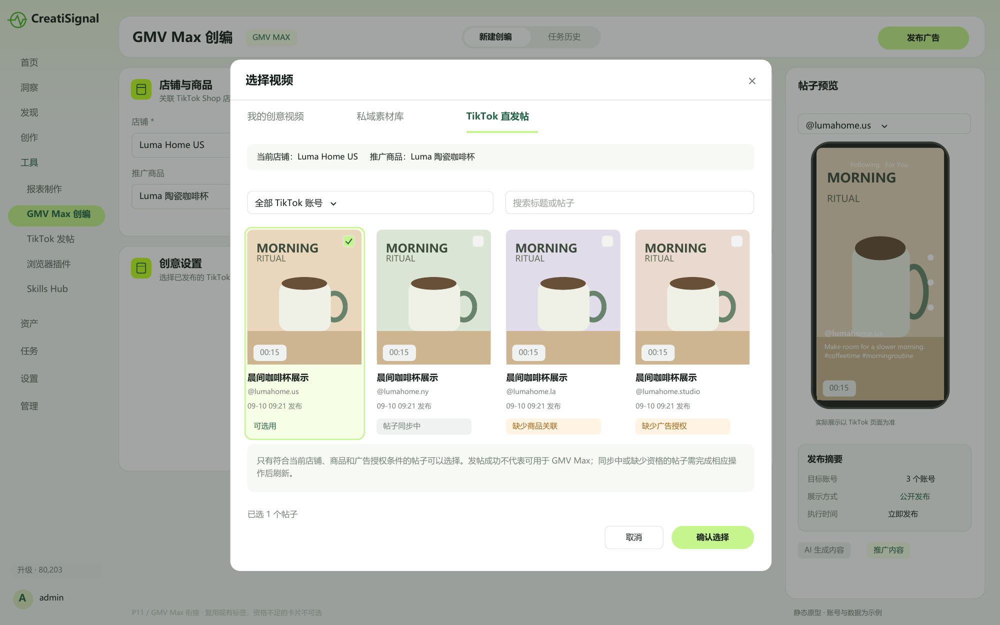 CreatiSignal
首页
洞察
发现
创作
工具
报表制作
GMV Max 创编
TikTok 发帖
浏览器插件
Skills Hub
资产
任务
设置
管理
升级 · 80,203
A
admin
GMV Max 创编
GMV MAX
新建创编
任务历史
发布广告
店铺与商品
关联 TikTok Shop 店
店铺 *
Luma Home US
推广商品
Luma 陶瓷咖啡杯
创意设置
选择已发布的 TikTok
选择视频
我的创意视频
私域素材库
TikTok 直发帖
当前店铺：Luma Home US 推广商品：Luma 陶瓷咖啡杯
全部 TikTok 账号
搜索标题或帖子
MORNING
RITUAL
00:15
晨间咖啡杯展示
@lumahome.us
09-10 09:21 发布
可选用
MORNING
RITUAL
00:15
晨间咖啡杯展示
@lumahome.ny
09-10 09:21 发布
帖子同步中
MORNING
RITUAL
00:15
晨间咖啡杯展示
@lumahome.la
09-10 09:21 发布
缺少商品关联
MORNING
RITUAL
00:15
晨间咖啡杯展示
@lumahome.studio
09-10 09:21 发布
缺少广告授权
只有符合当前店铺、商品和广告授权条件的帖子可以选择。发帖成功不代表可用于 GMV Max；同步中或缺少资格的帖子需完成相应操
作后刷新。
已选 1 个帖子
取消
确认选择
帖子预览
@lumahome.us
Following For You
MORNING
RITUAL
@lumahome.us
Make room for a slower morning.
#coffeetime #morningroutine
00:15
实际展示以 TikTok 页面为准
发布摘要
目标账号 3 个账号
展示方式 公开发布
执行时间 立即发布
AI 生成内容
推广内容
P11 / GMV Max 衔接 · 复用现有标签，资格不足的卡片不可选
静态原型 · 账号与数据为示例